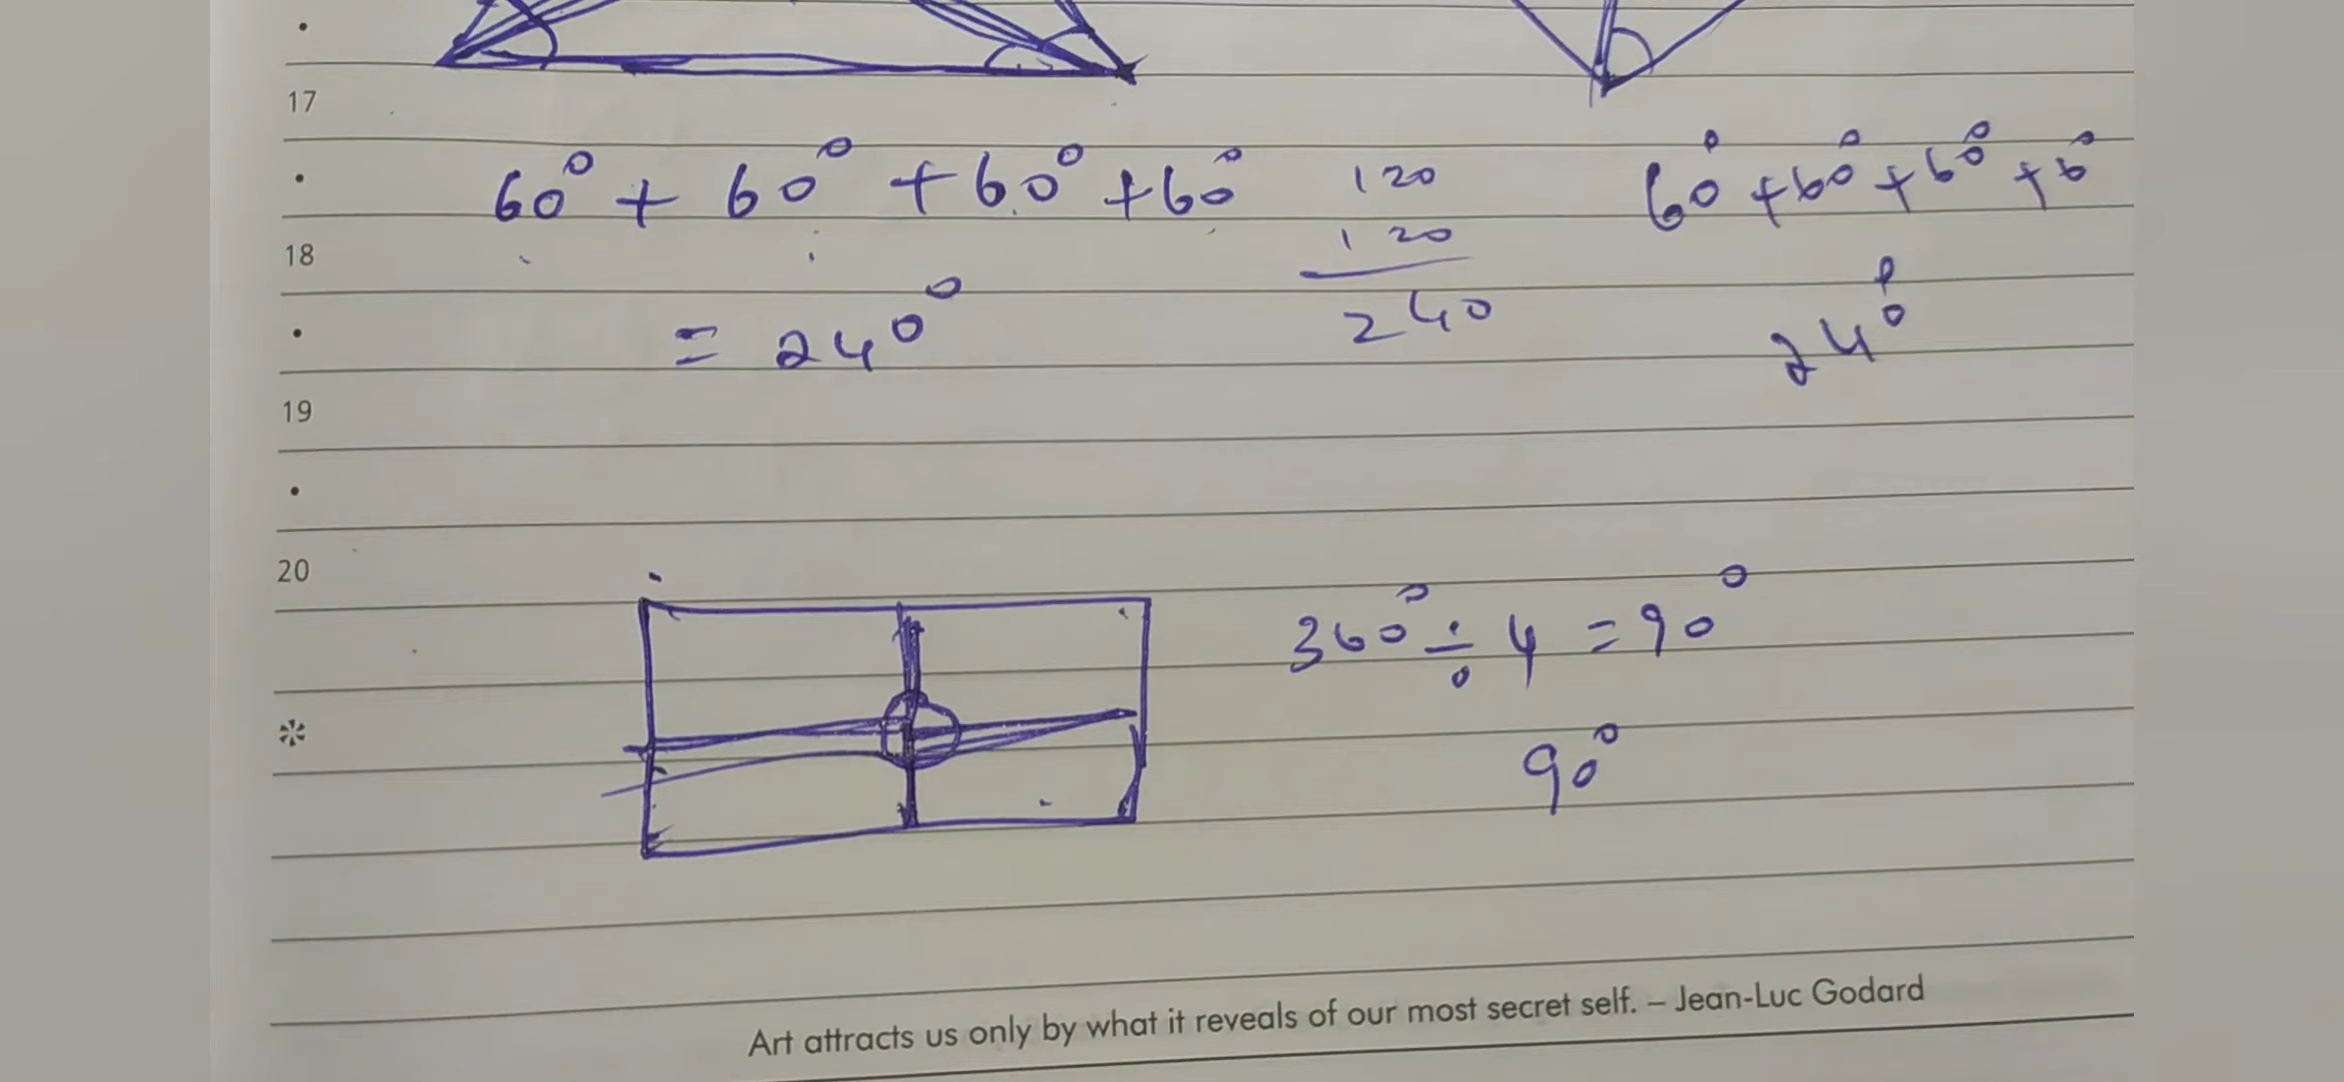 17
60° + 60° + 60° + 60°
120
60° + 60° + 60° + 6°
18
120
= 240°
240
240°
19
20
360° ÷ 4 = 90°
90°
Art attracts us only by what it reveals of our most secret self. – Jean-Luc Godard